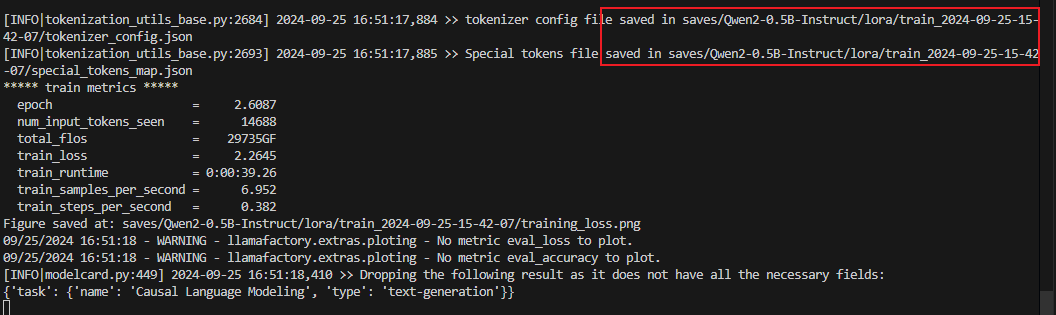 [INFO|tokenization_utils_base.py:2684] 2024-09-25 16:51:17,884 >> tokenizer config file saved in saves/Qwen2-0.5B-Instruct/lora/train_2024-09-25-15-
42-07/tokenizer_config.json
[INFO|tokenization_utils_base.py:2693] 2024-09-25 16:51:17,885 >> Special tokens file saved in saves/Qwen2-0.5B-Instruct/lora/train_2024-09-25-15-42
-07/special_tokens_map.json
***** train metrics *****
  epoch                    =     2.6087
  num_input_tokens_seen    =      14688
  total_flos               =    29735GF
  train_loss               =     2.2645
  train_runtime            = 0:00:39.26
  train_samples_per_second =      6.952
  train_steps_per_second   =      0.382
Figure saved at: saves/Qwen2-0.5B-Instruct/lora/train_2024-09-25-15-42-07/training_loss.png
09/25/2024 16:51:18 - WARNING - llamafactory.extras.ploting - No metric eval_loss to plot.
09/25/2024 16:51:18 - WARNING - llamafactory.extras.ploting - No metric eval_accuracy to plot.
[INFO|modelcard.py:449] 2024-09-25 16:51:18,410 >> Dropping the following result as it does not have all the necessary fields:
{'task': {'name': 'Causal Language Modeling', 'type': 'text-generation'}}